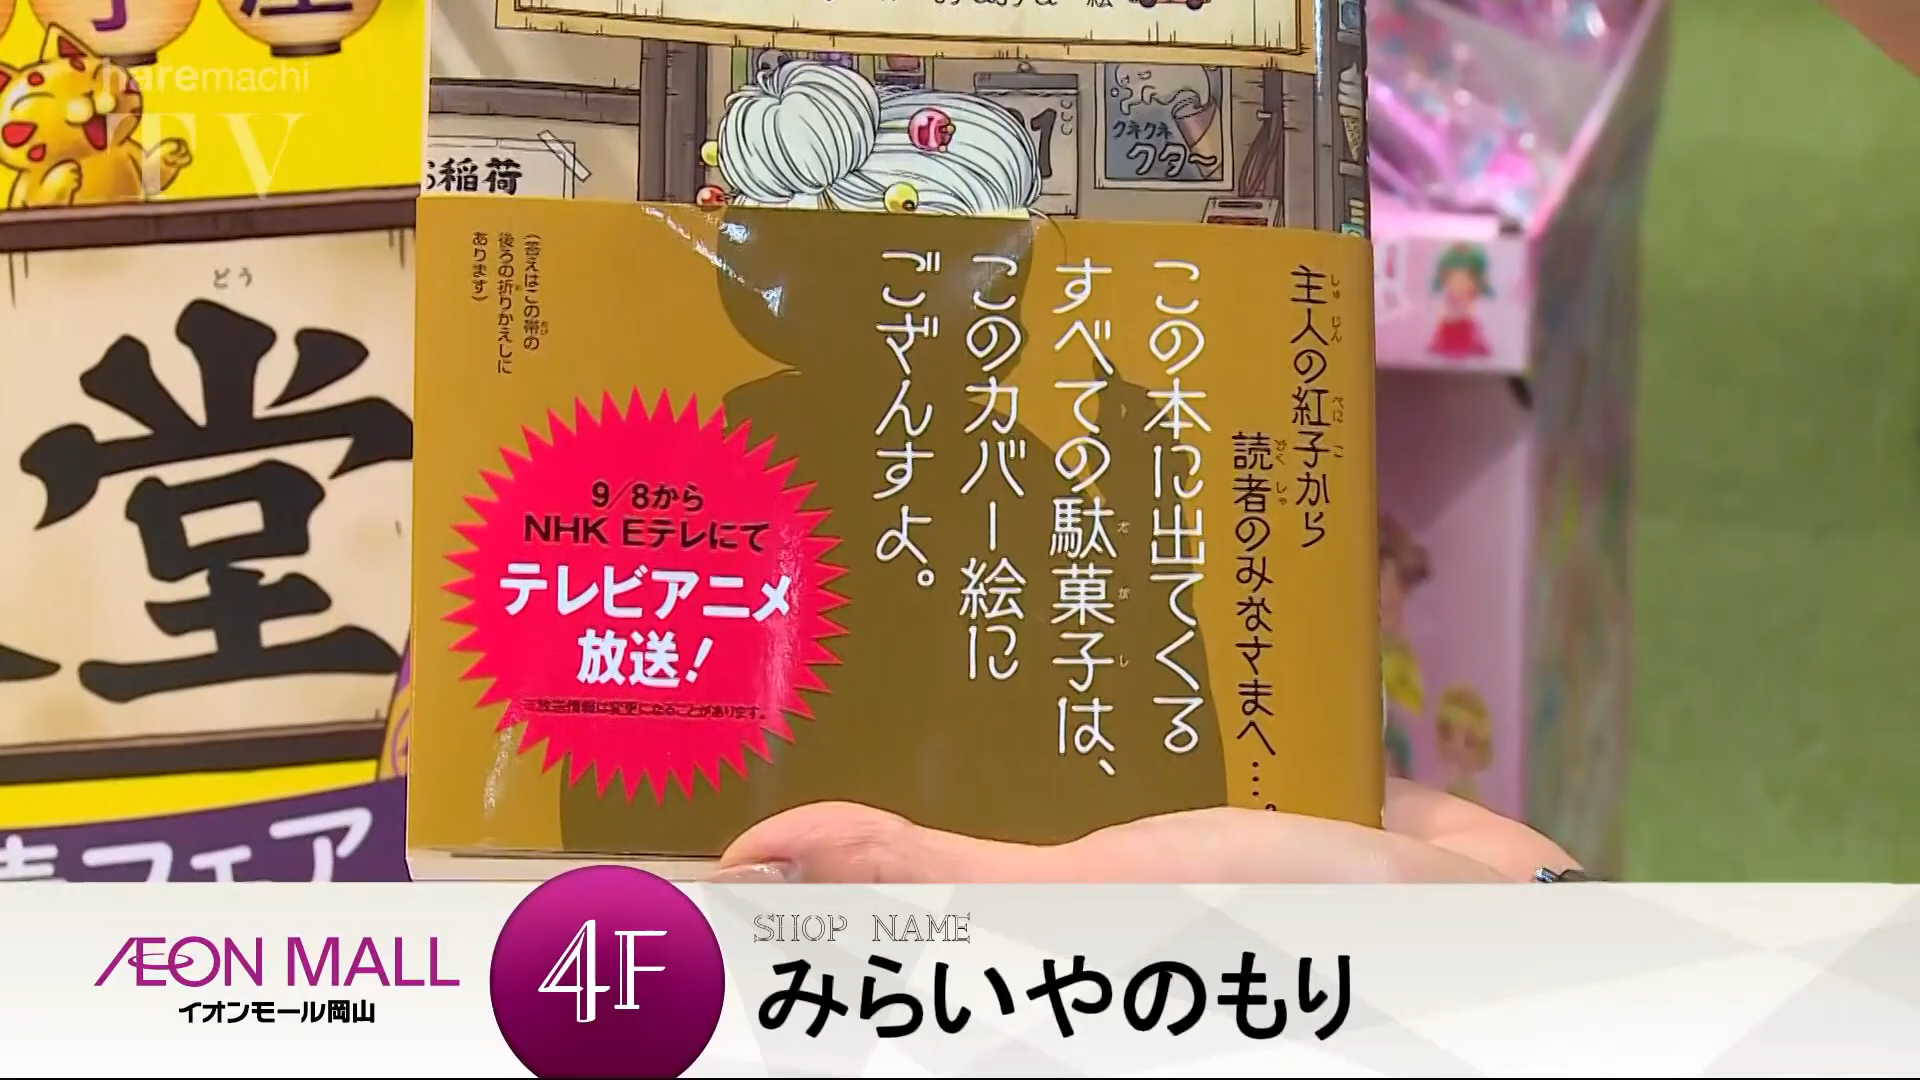 haremachi
TV
稲荷
クネクネ
クター
どう
堂
フェア
主人の紅子から
読者のみなさまへ…
この本に出てくる
すべての駄菓子は、
このカバー絵に
ござんすよ。
(答えはこの帯の
後ろの折りかえしに
あります)
9/8から
NHK Eテレにて
テレビアニメ
放送!
※放送情報は変更になることがあります。
ÆON MALL
イオンモール岡山
4F
SHOP NAME
みらいやのもり